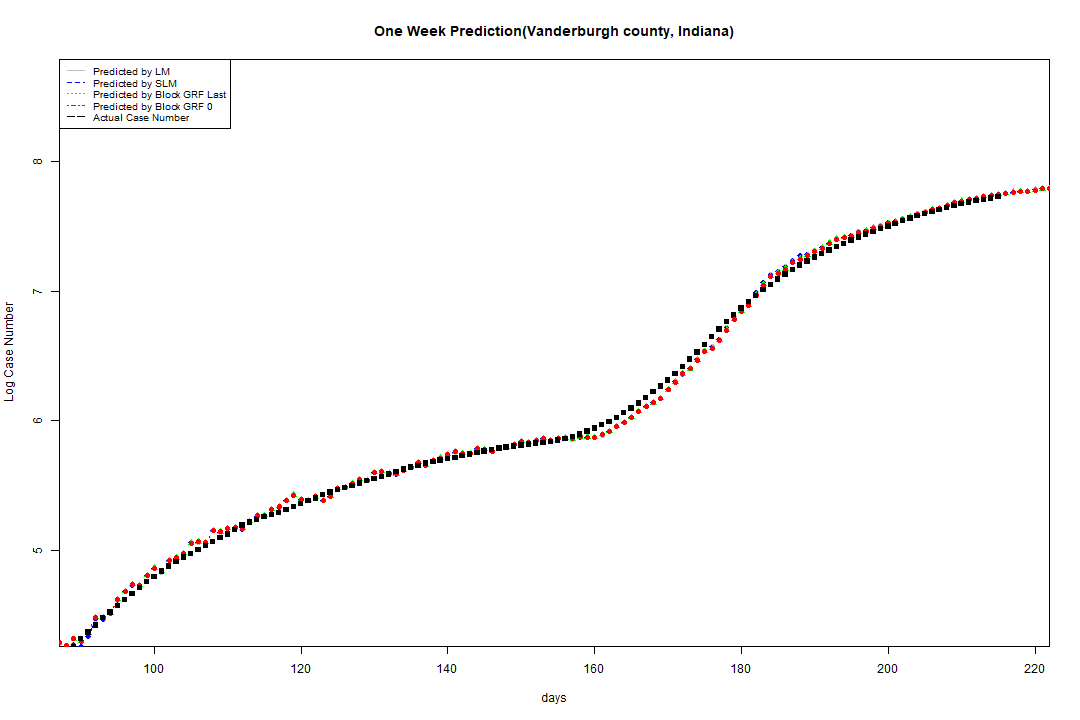 One Week Prediction(Vanderburgh county, Indiana)
Predicted by LM
Predicted by SLM
Predicted by Block GRF Last
Predicted by Block GRF 0
Actual Case Number
8
7
6
5
Log Case Number
100 120 140 160 180 200 220
days